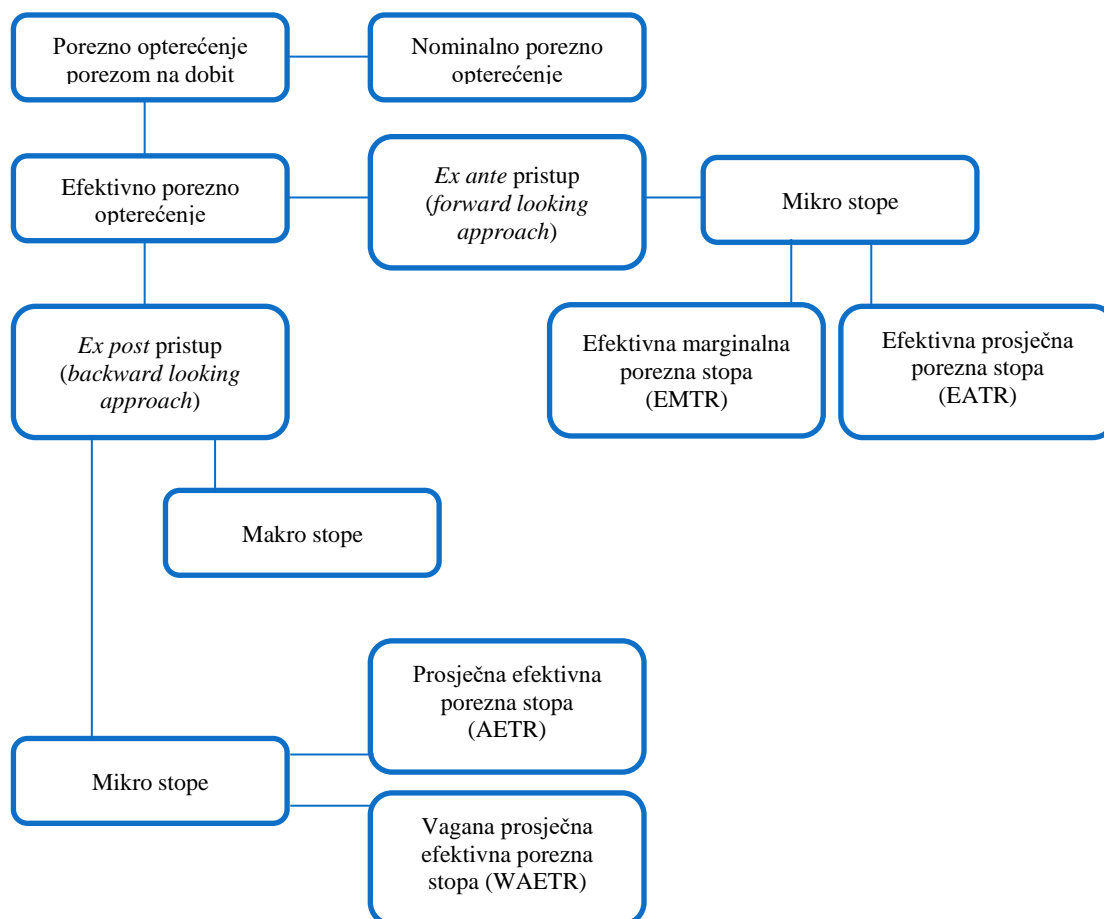 Porezno opterećenje
porezom na dobit
Nominalno porezno
opterećenje
Efektivno porezno
opterećenje
Ex ante pristup
(forward looking
approach)
Mikro stope
Ex post pristup
(backward looking
approach)
Efektivna marginalna
porezna stopa
(EMTR)
Efektivna prosječna
porezna stopa
(EATR)
Makro stope
Prosječna efektivna
porezna stopa
(AETR)
Mikro stope
Vagana prosječna
efektivna porezna
stopa (WAETR)